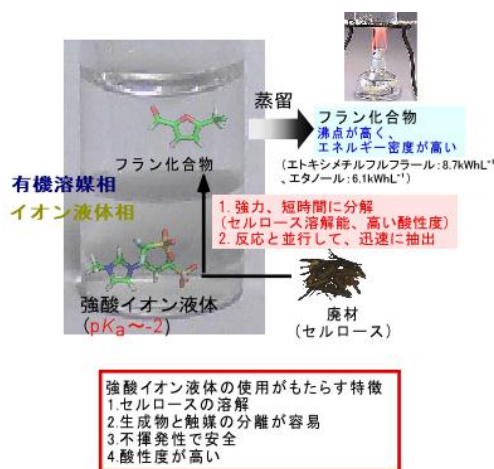 蒸留
フラン化合物
沸点が高く、
エネルギー密度が高い
(エトキシメチルフルフラール:8.7kWhL⁻¹
、エタノール:6.1kWhL⁻¹)
フラン化合物
有機溶媒相
イオン液体相
1. 強力、短時間に分解
(セルロース溶解能、高い酸性度)
2. 反応と並行して、迅速に抽出
強酸イオン液体
(pKa～-2)
廃材
(セルロース)
強酸イオン液体の使用がもたらす特徴
1.セルロースの溶解
2.生成物と触媒の分離が容易
3.不揮発性で安全
4.酸性度が高い